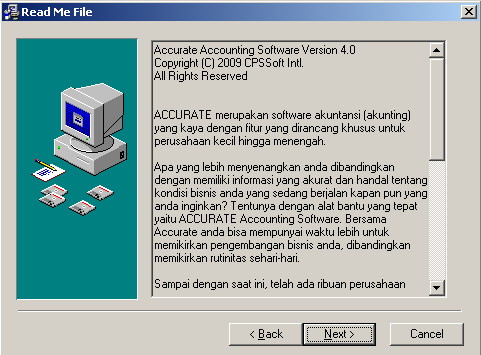 Read Me File
Accurate Accounting Software Version 4.0
Copyright (C) 2009 CPSSoft Intl.
All Rights Reserved
ACCURATE merupakan software akuntansi (akunting)
yang kaya dengan fitur yang dirancang khusus untuk
perusahaan kecil hingga menengah.
Apa yang lebih menyenangkan anda dibandingkan
dengan memiliki informasi yang akurat dan handal tentang
kondisi bisnis anda yang sedang berjalan kapan pun yang
anda inginkan? Tentunya dengan alat bantu yang tepat
yaitu ACCURATE Accounting Software. Bersama
Accurate anda bisa mempunyai waktu lebih untuk
memikirkan pengembangan bisnis anda, dibandingkan
memikirkan rutinitas sehari-hari.
Sampai dengan saat ini, telah ada ribuan perusahaan
< Back
Next >
Cancel